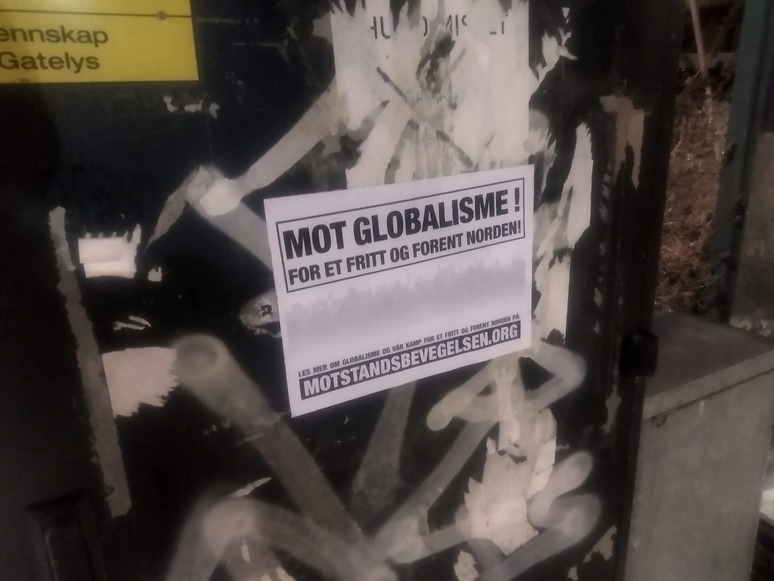 ennskap
Gatelys
MOT GLOBALISME !
FOR ET FRITT OG FORENT NORDEN!
LES MER OM GLOBALISME OG VÅR KAMP FOR ET FRITT OG FORENT NORDEN PÅ:
MOTSTANDSBEVEGELSEN.ORG